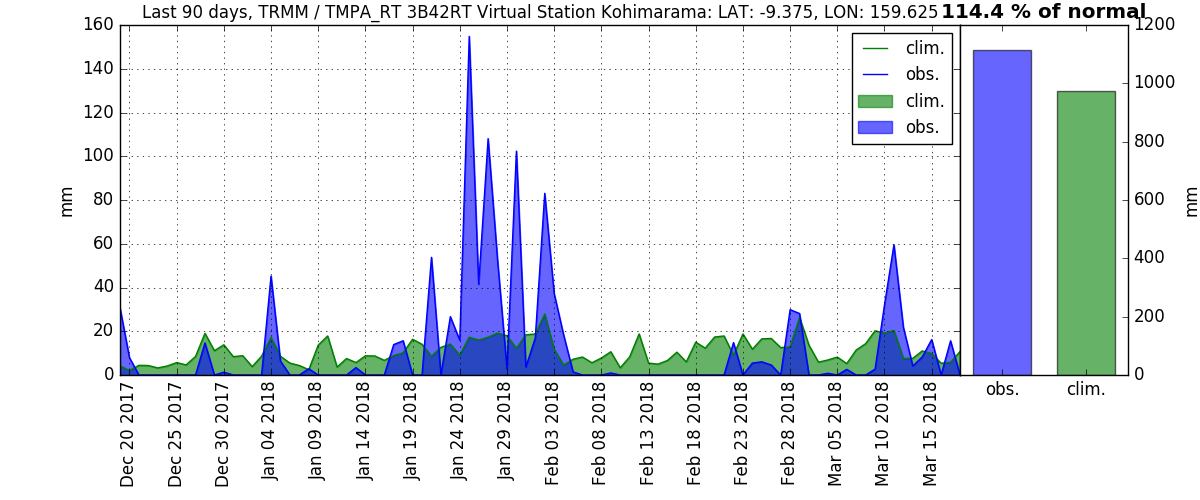 Last 90 days, TRMM / TMPA_RT 3B42RT Virtual Station Kohimarama: LAT: -9.375, LON: 159.625
114.4 % of normal
160
140
120
100
80
60
40
20
0
mm
clim.
obs.
clim.
obs.
1200
1000
800
600
400
200
0
mm
Dec 20 2017
Dec 25 2017
Dec 30 2017
Jan 04 2018
Jan 09 2018
Jan 14 2018
Jan 19 2018
Jan 24 2018
Jan 29 2018
Feb 03 2018
Feb 08 2018
Feb 13 2018
Feb 18 2018
Feb 23 2018
Feb 28 2018
Mar 05 2018
Mar 10 2018
Mar 15 2018
obs.
clim.